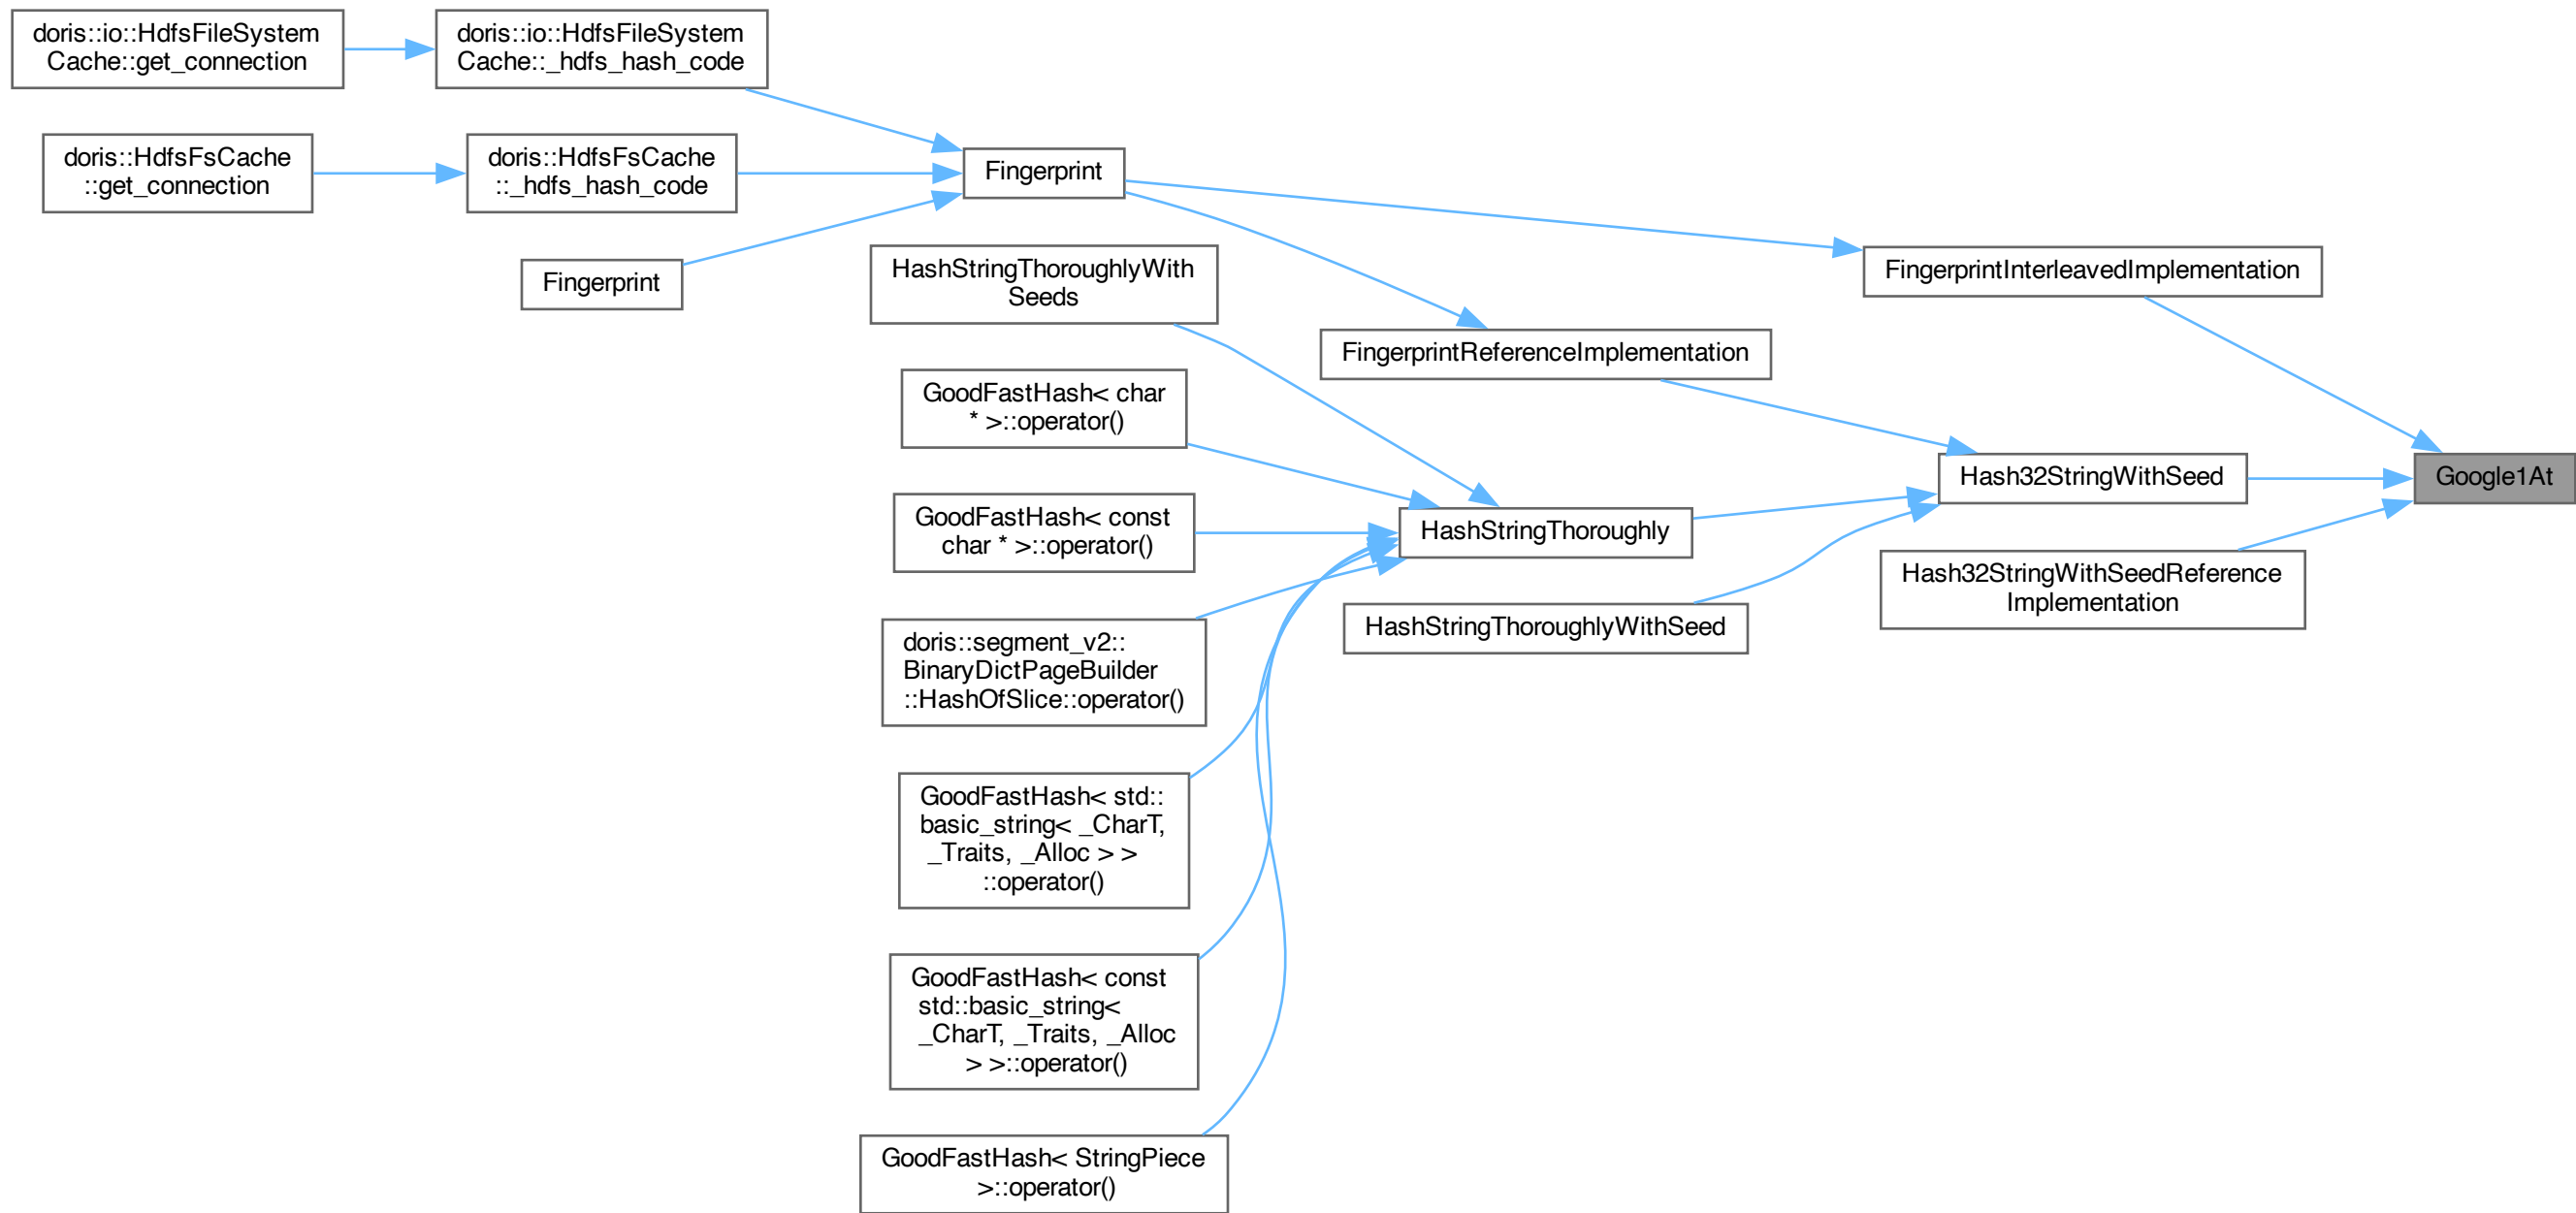 doris::io::HdfsFileSystem
Cache::get_connection
doris::io::HdfsFileSystem
Cache::_hdfs_hash_code
doris::HdfsFsCache
::get_connection
doris::HdfsFsCache
::_hdfs_hash_code
Fingerprint
Fingerprint
HashStringThoroughlyWith
Seeds
FingerprintInterleavedImplementation
FingerprintReferenceImplementation
GoodFastHash< char
* >::operator()
Hash32StringWithSeed
Google1At
GoodFastHash< const
char * >::operator()
HashStringThoroughly
Hash32StringWithSeedReference
Implementation
HashStringThoroughlyWithSeed
doris::segment_v2::
BinaryDictPageBuilder
::HashOfSlice::operator()
GoodFastHash< std::
basic_string< _CharT,
_Traits, _Alloc > >
::operator()
GoodFastHash< const
std::basic_string<
_CharT, _Traits, _Alloc
> >::operator()
GoodFastHash< StringPiece
>::operator()